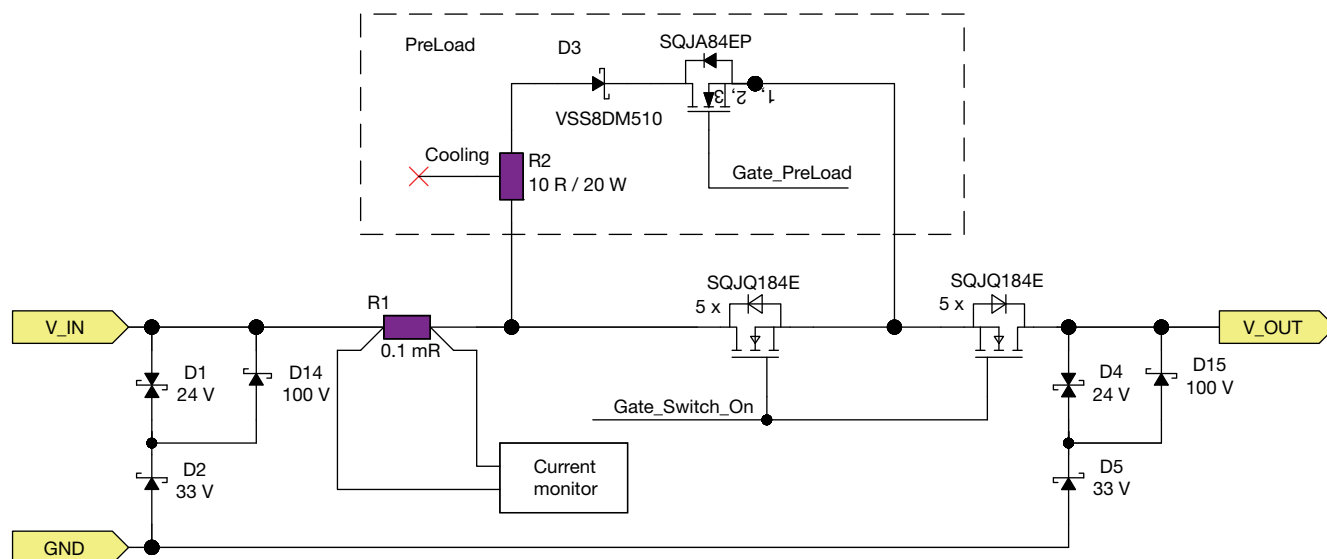 PreLoad
D3
SQJA84EP
1, 2, 3
VSS8DM510
Cooling
R2
10 R / 20 W
Gate_PreLoad
SQJQ184E
5 x
SQJQ184E
5 x
R1
0.1 mR
V_IN
V_OUT
D1
24 V
D14
100 V
D4
24 V
D15
100 V
Gate_Switch_On
D2
33 V
Current
monitor
D5
33 V
GND